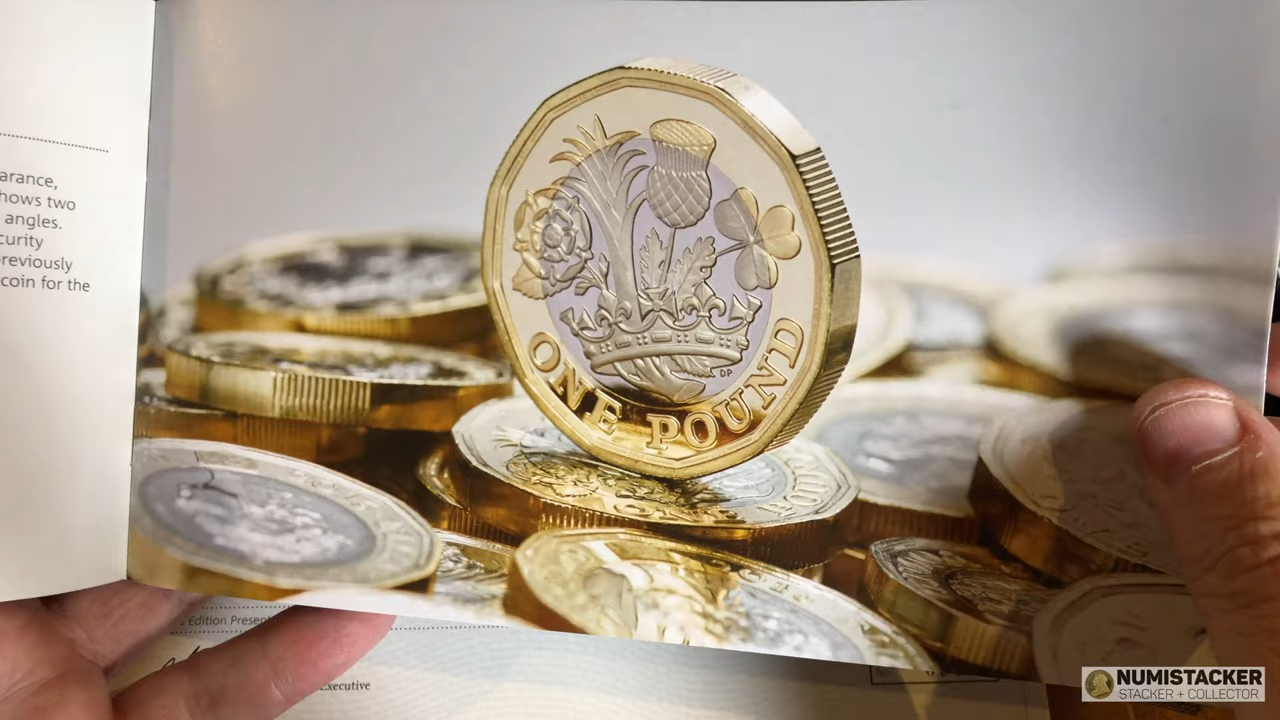 arance,
hows two
angles.
curity
reviously
coin for the
ONE POUND
DP
Edition Presen
Executive
NUMISTACKER
STACKER + COLLECTOR